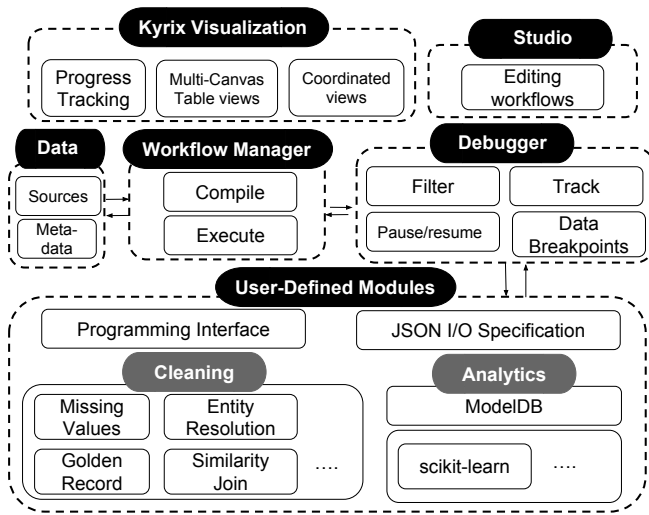 Kyrix Visualization
Progress
Tracking
Multi-Canvas
Table views
Coordinated
views
Studio
Editing
workflows
Data
Sources
Meta-
data
Workflow Manager
Compile
Execute
Debugger
Filter
Track
Pause/resume
Data
Breakpoints
User-Defined Modules
Programming Interface
JSON I/O Specification
Cleaning
Missing
Values
Entity
Resolution
Golden
Record
Similarity
Join
....
Analytics
ModelDB
scikit-learn
....